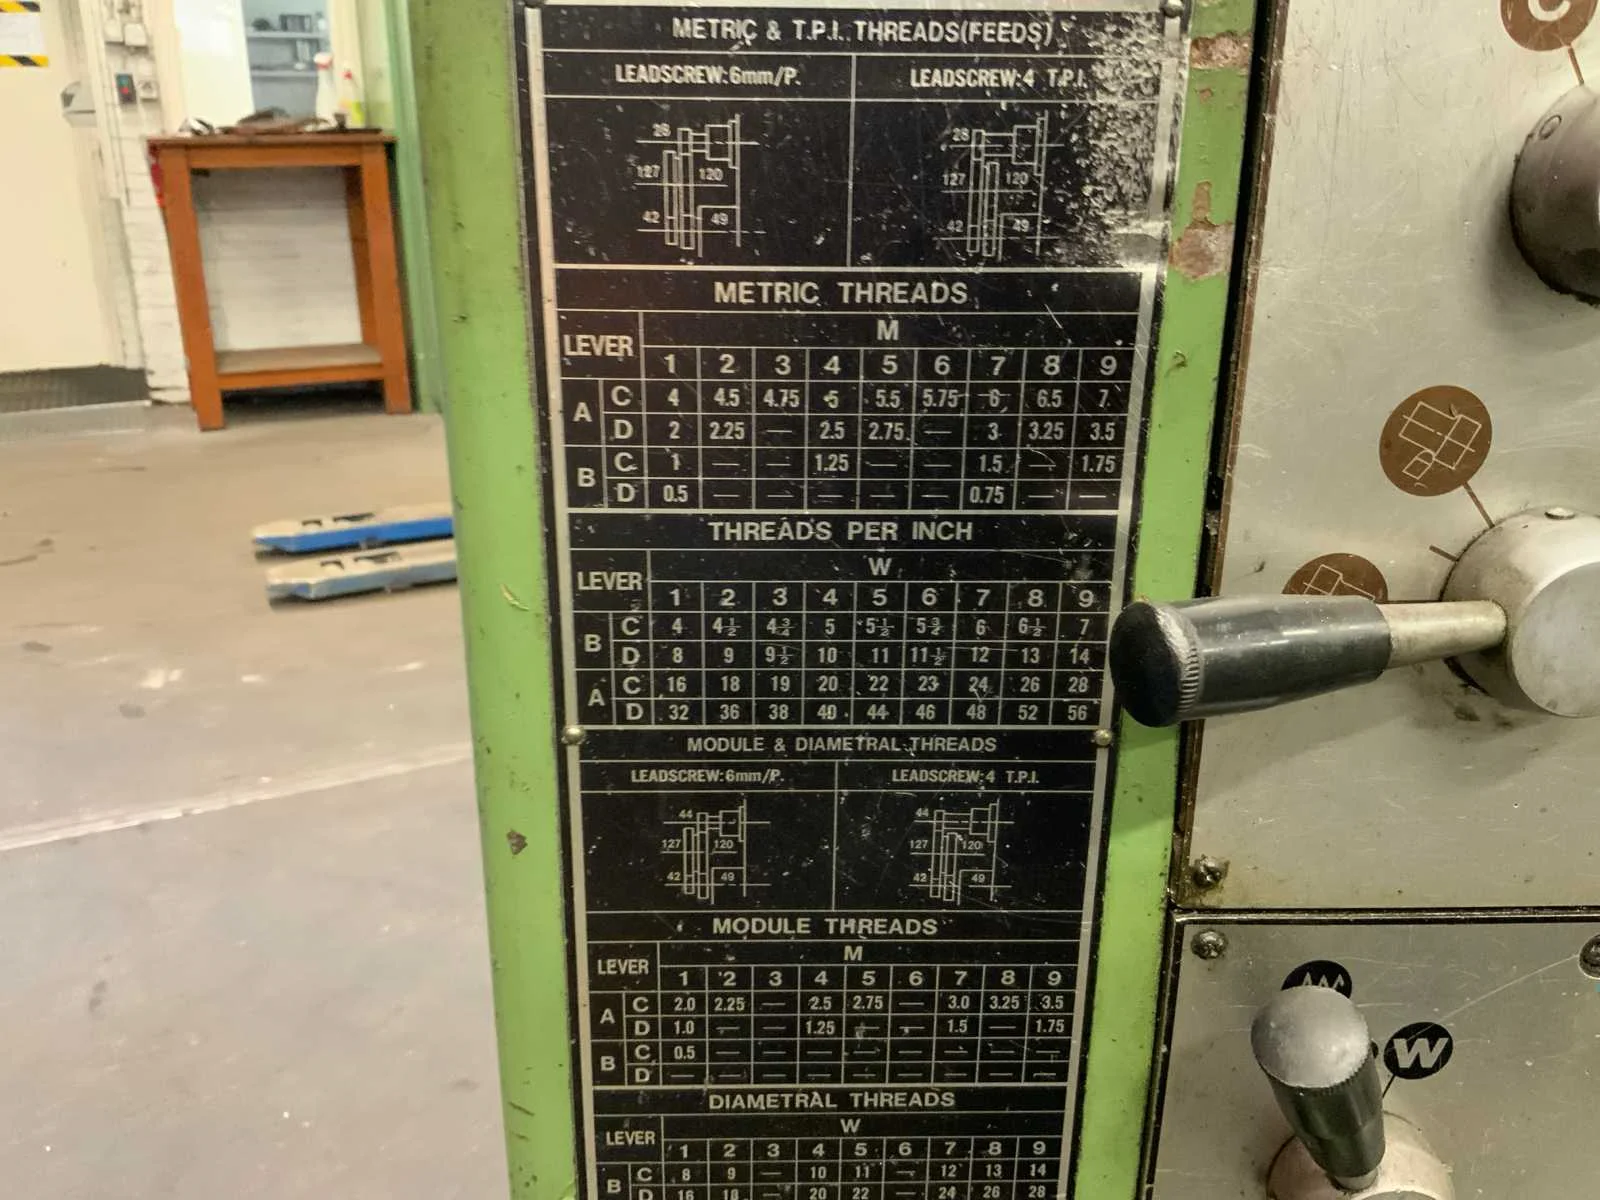 METRIC & T.P.I. THREADS(FEEDS)
LEADSCREW:6mm/P. LEADSCREW:4 T.P.I.
28 28
127 120 127 120
42 49 42 49
METRIC THREADS
LEVER M
1 2 3 4 5 6 7 8 9
A C 4 4.5 4.75 5 5.5 5.75 6 6.5 7
D 2 2.25 — 2.5 2.75 — 3 3.25 3.5
B C 1 — — 1.25 — — 1.5 — 1.75
D 0.5 — — — — — 0.75 — —
THREADS PER INCH
LEVER W
1 2 3 4 5 6 7 8 9
B C 4 4½ 4¾ 5 5½ 5¾ 6 6½ 7
D 8 9 9½ 10 11 11½ 12 13 14
A C 16 18 19 20 22 23 24 26 28
D 32 36 38 40 44 46 48 52 56
MODULE & DIAMETRAL THREADS
LEADSCREW:6mm/P. LEADSCREW:4 T.P.I.
44 44
127 120 127 120
42 49 42 49
MODULE THREADS
LEVER M
1 2 3 4 5 6 7 8 9
A C 2.0 2.25 — 2.5 2.75 — 3.0 3.25 3.5
D 1.0 — — 1.25 — — 1.5 — 1.75
B C 0.5 — — — — — — — —
D — — — — — — — — —
DIAMETRAL THREADS
LEVER W
1 2 3 4 5 6 7 8 9
B C 8 9 — 10 11 — 12 13 14
D 16 18 — 20 22 — 24 26 28
C
W